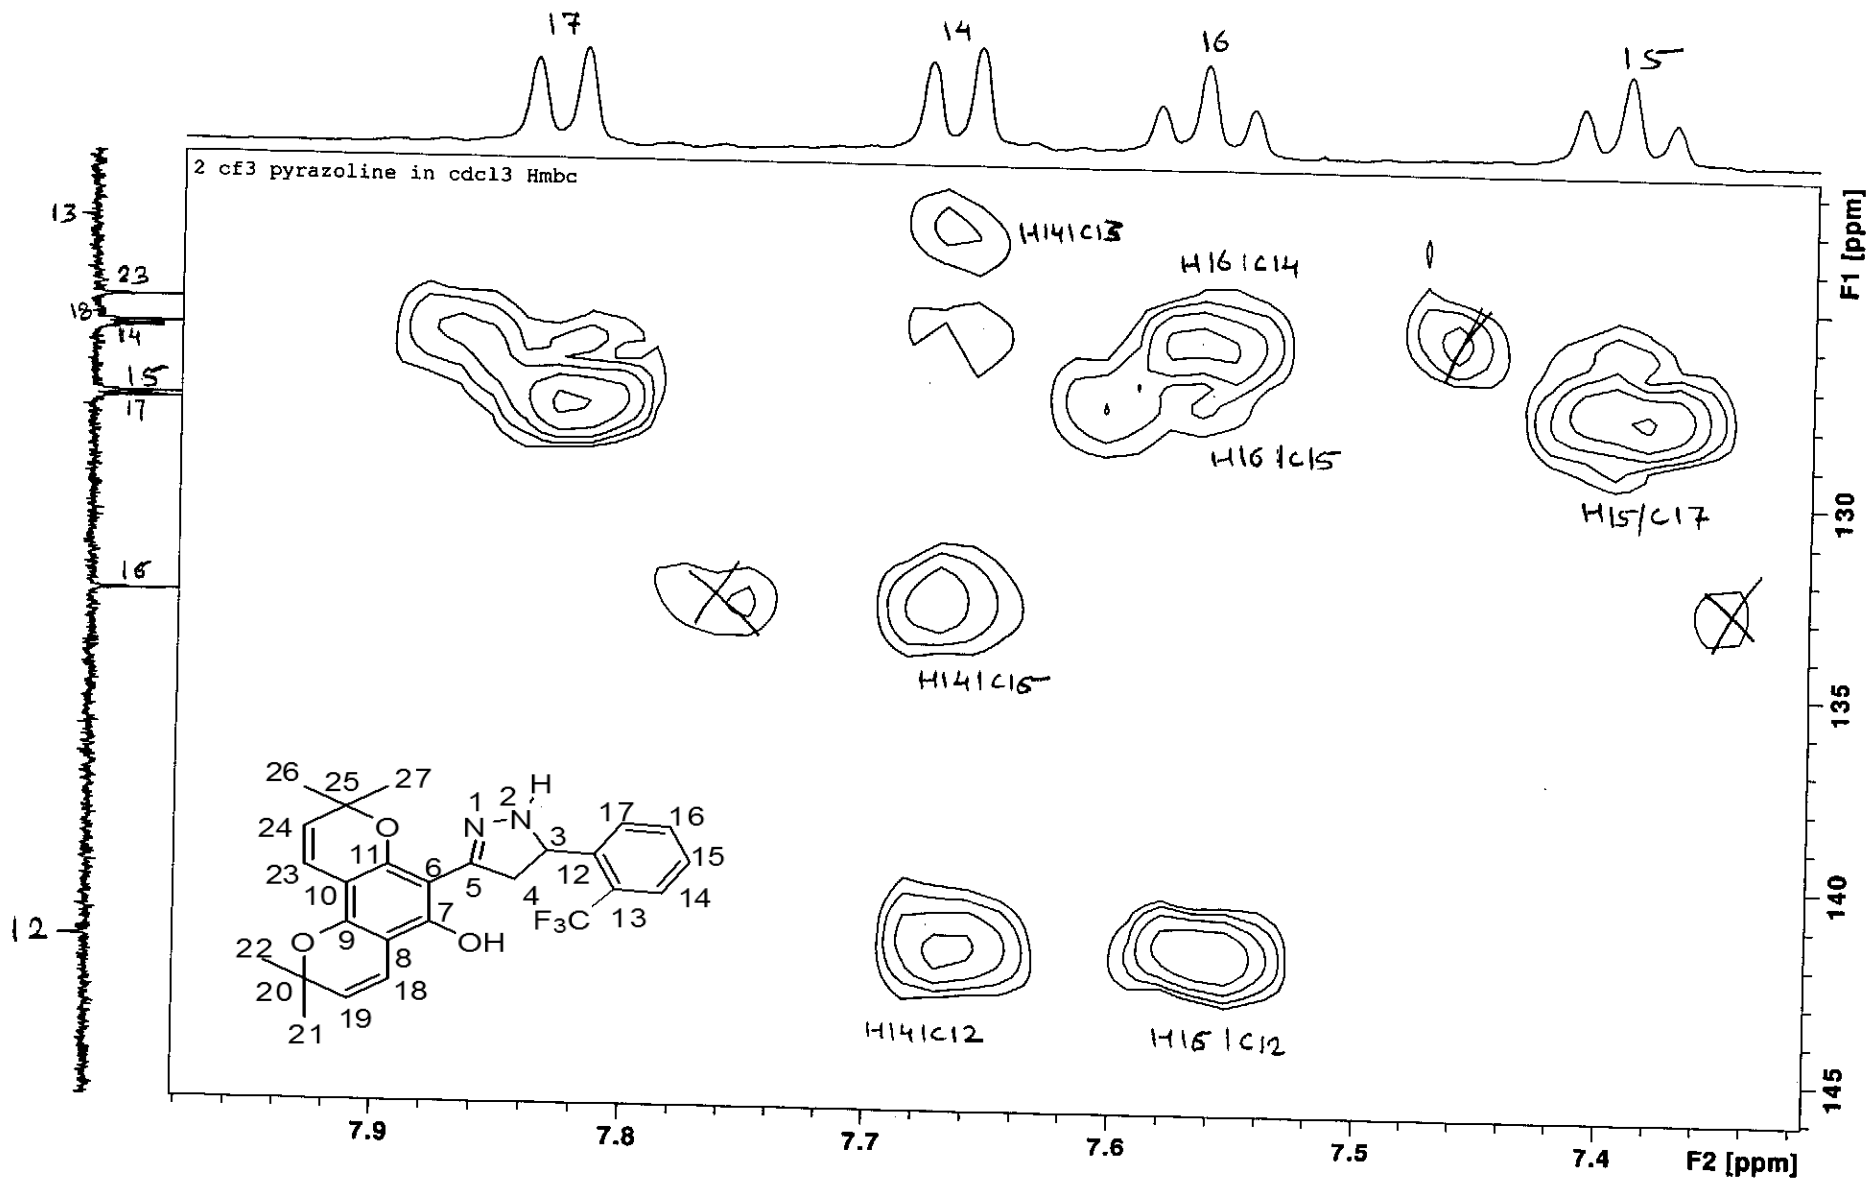 17
14
16
15
2 cf3 pyrazoline in cdcl3 Hmbc
13
23
18
14
15
17
16
12
H14/C13
H16/C14
H16/C15
H15/C17
H14/C16
H14/C12
H16/C12
F1 [ppm]
130
135
140
145
26 25 27
24 O
23 11
10
1 2 H
N N
3 17 16
6 5 4 12 15
F3C 13 14
7 OH
9 8
22 O
20 18
21 19
7.9 7.8 7.7 7.6 7.5 7.4 F2 [ppm]